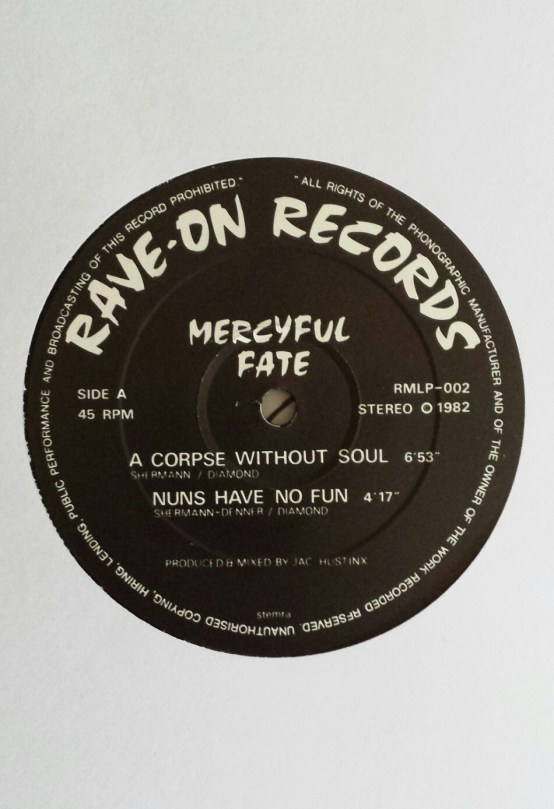 "ALL RIGHTS OF THE PHONOGRAPHIC MANUFACTURER AND OF THE OWNER OF THE WORK RECORDED RESERVED. UNAUTHORISED COPYING, HIRING, LENDING, PUBLIC PERFORMANCE AND BROADCASTING OF THIS RECORD PROHIBITED."
RAVE-ON RECORDS
MERCYFUL
FATE
SIDE A
45 RPM
RMLP-002
STEREO O 1982
A CORPSE WITHOUT SOUL 6'53"
SHERMANN / DIAMOND
NUNS HAVE NO FUN 4'17"
SHERMANN-DENNER / DIAMOND
PRODUCED & MIXED BY JAC HUSTINX
stemra